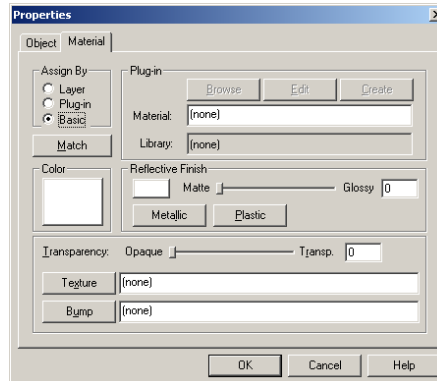 Properties
Object Material
Assign By
Layer
Plug-in
Basic
Match
Plug-in
Browse Edit Create
Material: (none)
Library: (none)
Color
Reflective Finish
Matte Glossy 0
Metallic Plastic
Transparency: Opaque Transp. 0
Texture (none)
Bump (none)
OK Cancel Help